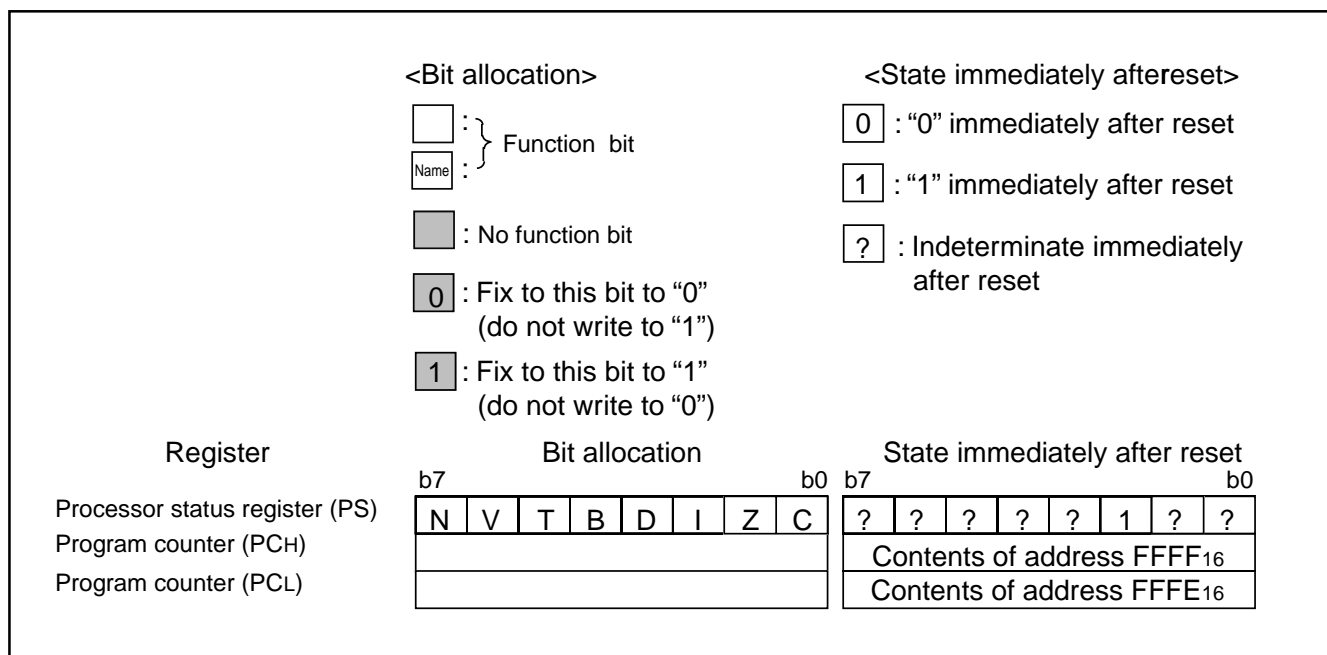 <Bit allocation>
:
Name :
Function bit
: No function bit
0 : Fix to this bit to “0”
(do not write to “1”)
1 : Fix to this bit to “1”
(do not write to “0”)
<State immediately aftereset>
0 : “0” immediately after reset
1 : “1” immediately after reset
? : Indeterminate immediately
after reset
Register Bit allocation State immediately after reset
b7 b0 b7 b0
Processor status register (PS) N V T B D I Z C ? ? ? ? ? 1 ? ?
Program counter (PCH) Contents of address FFFF16
Program counter (PCL) Contents of address FFFE16